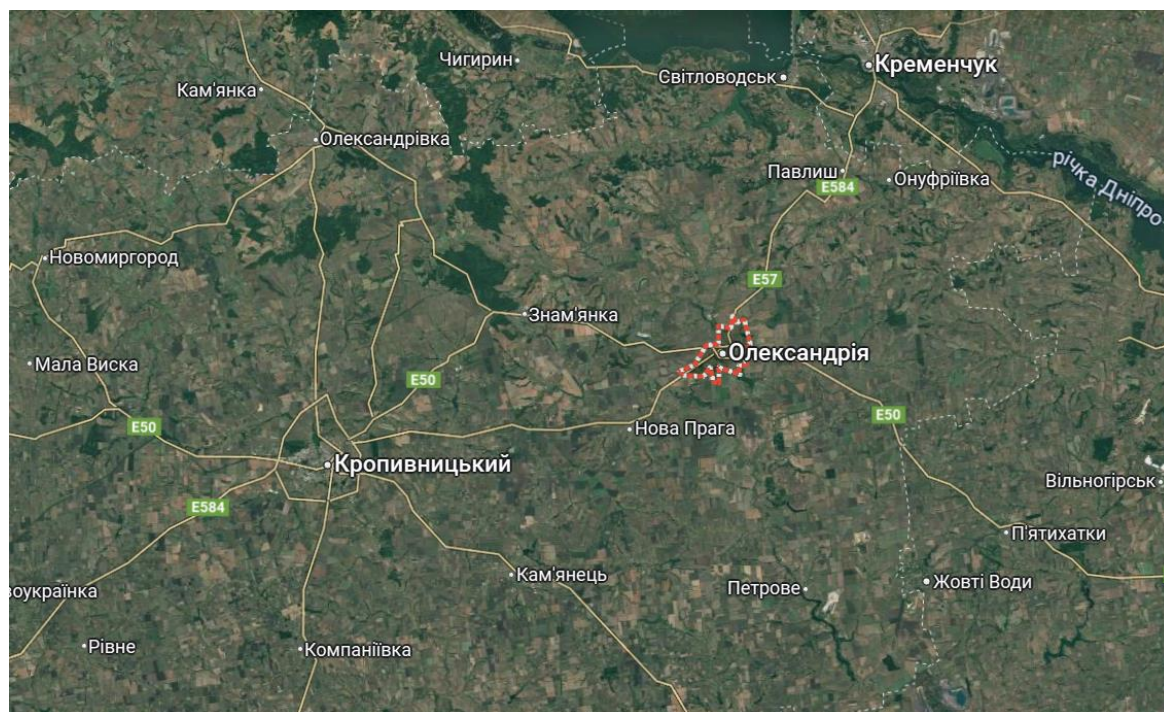 Чигирин
Кременчук
Світловодськ
Кам'янка
Олександрівка
Павлиш
Онуфріївка
E584
річка Дніпро
Новомиргород
E57
Знам'янка
Олександрія
Мала Виска
E50
E50
E50
Нова Прага
Кропивницький
Вільногірськ
E584
П'ятихатки
Кам'янець
Петрове
Жовті Води
воукраїнка
Рівне
Компаніївка